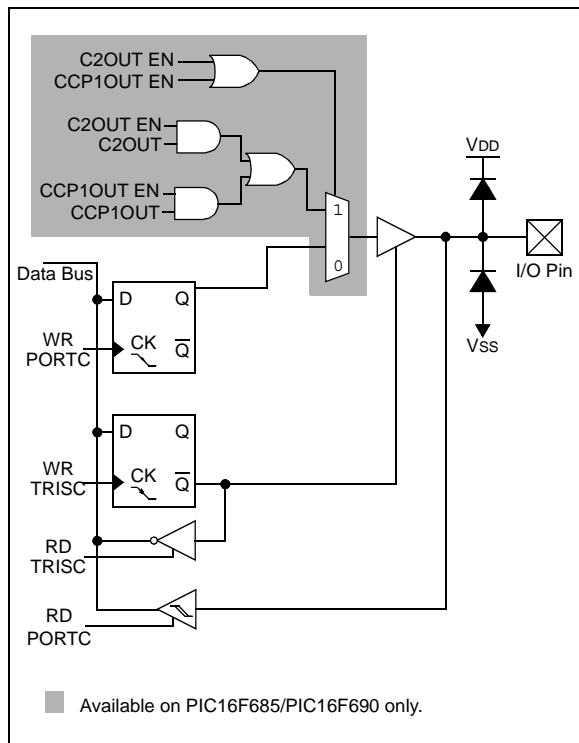 C2OUT EN
CCP1OUT EN
C2OUT EN
C2OUT
CCP1OUT EN
CCP1OUT
1
0
VDD
I/O Pin
VSS
Data Bus
D Q
WR
PORTC
CK Q
D Q
WR
TRISC
CK Q
RD
TRISC
RD
PORTC
Available on PIC16F685/PIC16F690 only.